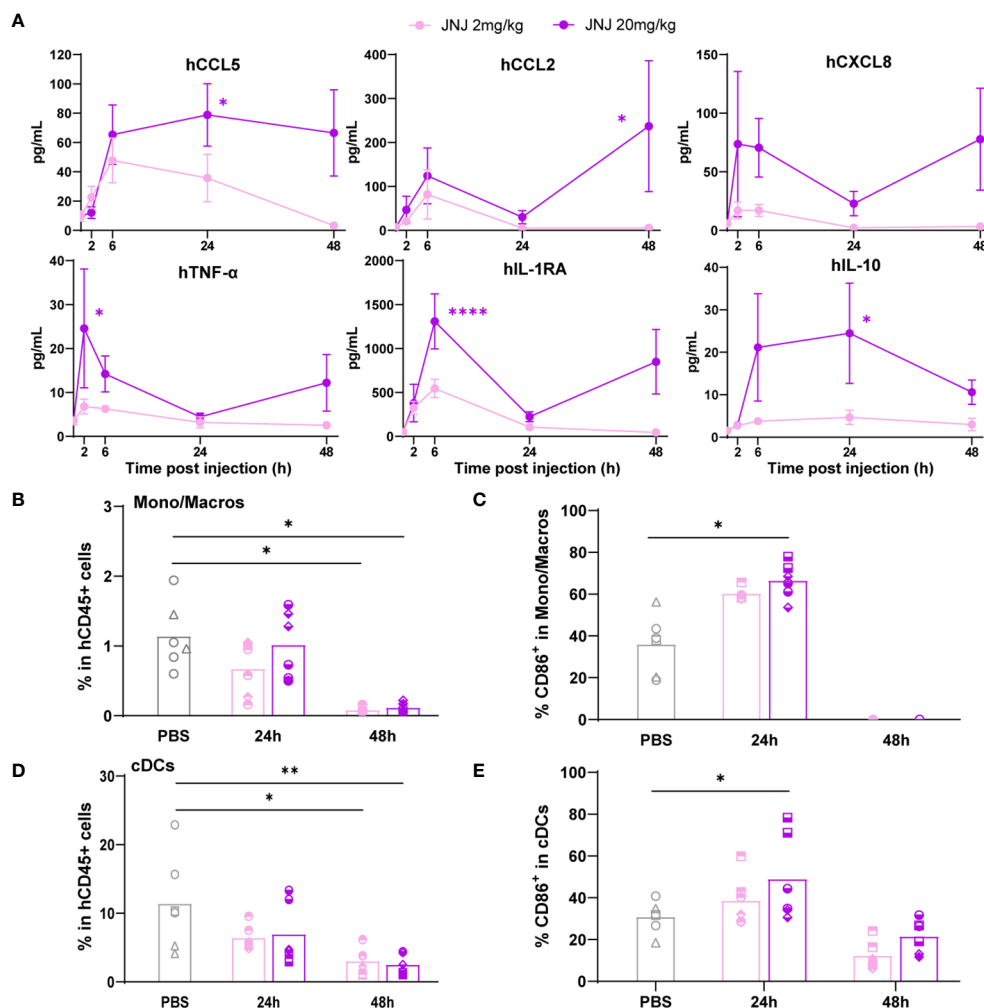 A
JNJ 2mg/kg JNJ 20mg/kg
hCCL5 hCCL2 hCXCL8
pg/mL pg/mL pg/mL
120 100 80 60 40 20 0
400 300 200 100 0
150 100 50 0
* *
2 6 24 48 2 6 24 48 2 6 24 48
hTNF-α hIL-1RA hIL-10
pg/mL pg/mL pg/mL
40 30 20 10 0
2000 1500 1000 500 0
40 20 0
* **** *
2 6 24 48 2 6 24 48 2 6 24 48
Time post injection (h) Time post injection (h) Time post injection (h)
B Mono/Macros
% in hCD45+ cells
3 2 1 0
*
*
PBS 24h 48h
C
% CD86+ in Mono/Macros
100 80 60 40 20 0
*
PBS 24h 48h
D cDCs
% in hCD45+ cells
30 20 10 0
**
*
PBS 24h 48h
E
% CD86+ in cDCs
100 80 60 40 20 0
*
PBS 24h 48h